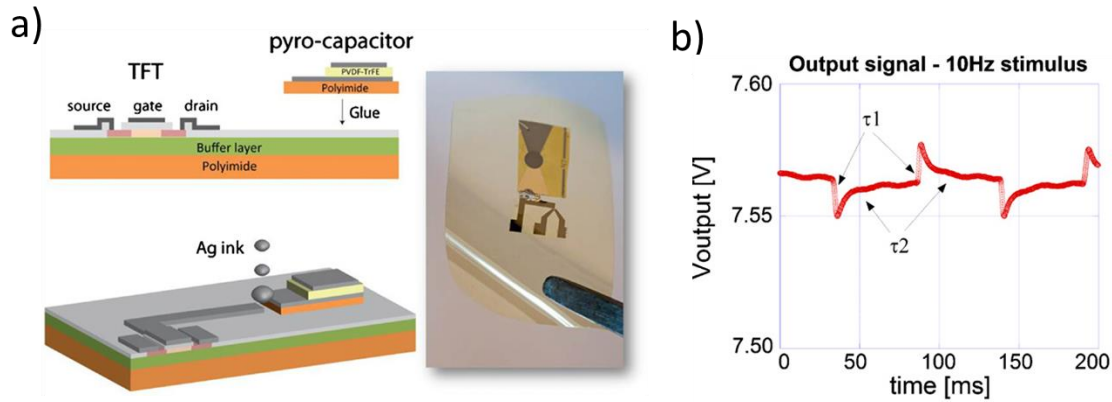 a)
pyro-capacitor
TFT
PVDF-TrFE
Polyimide
source gate drain
Glue
Buffer layer
Polyimide
Ag ink
b)
Output signal - 10Hz stimulus
7.60
7.55
7.50
Voutput [V]
τ1
τ2
0 50 100 150 200
time [ms]